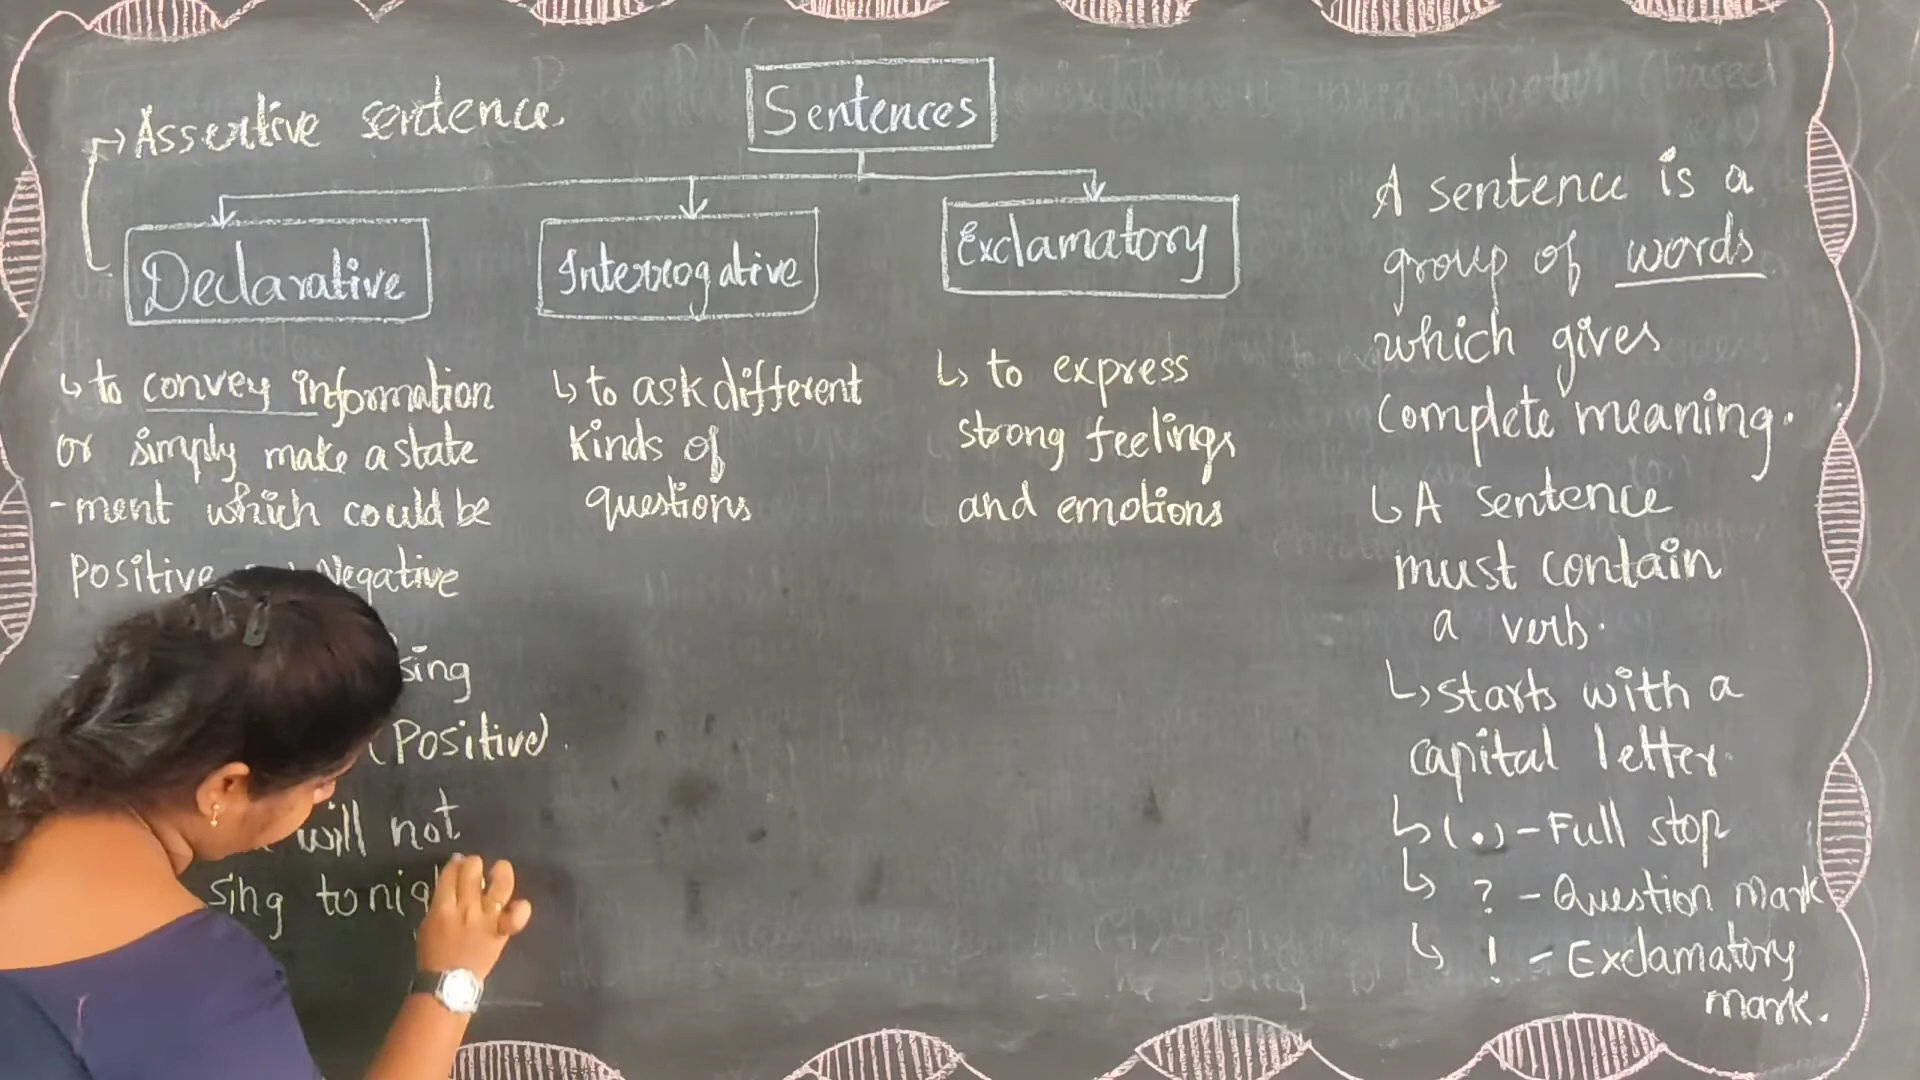 Sentences
Assertive sentence.
Declarative
to convey information
or simply make a state
-ment which could be
Positive Negative
sing
(Positive).
will not
sing
Interrogative
to ask different
kinds of
questions
Exclamatory
to express
strong feelings
and emotions
A sentence is a
group of words
which gives
complete meaning.
A sentence
must contain
a verb.
starts with a
capital letter.
(.) - Full stop
? - Question mark
! - Exclamatory
mark.